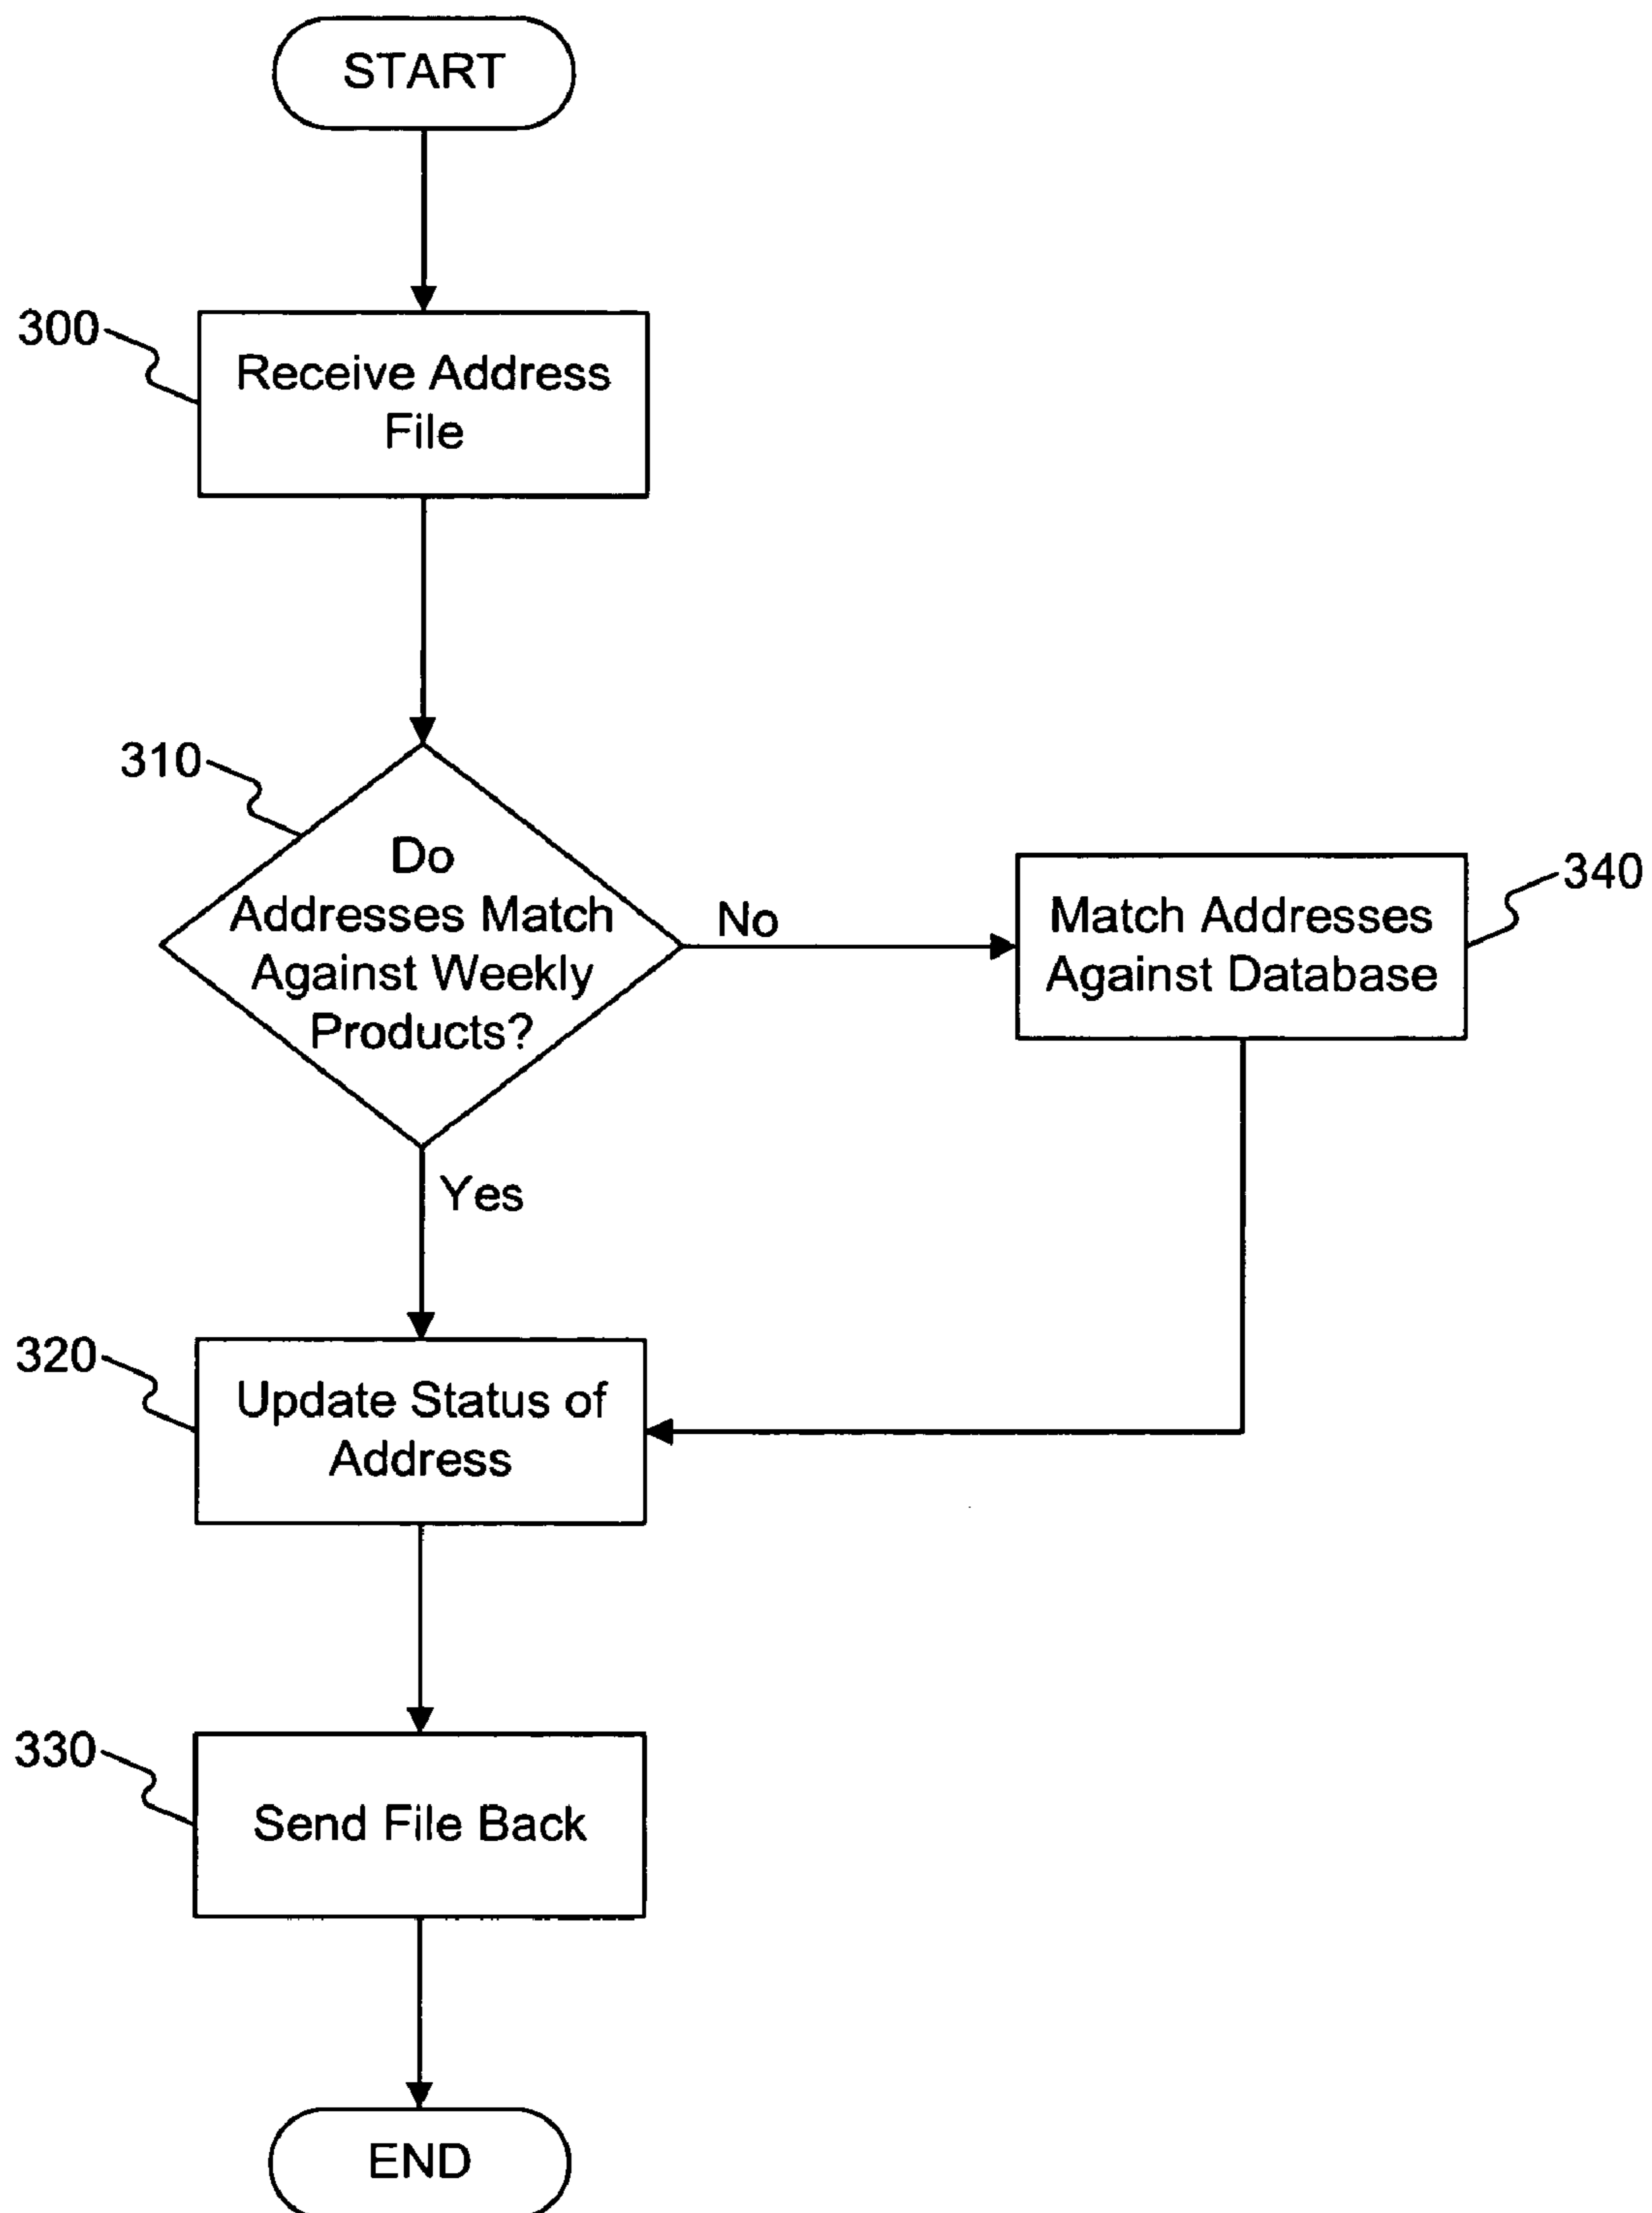 START
300
Receive Address
File
310
Do
Addresses Match
Against Weekly
Products?
No
340
Match Addresses
Against Database
Yes
320
Update Status of
Address
330
Send File Back
END